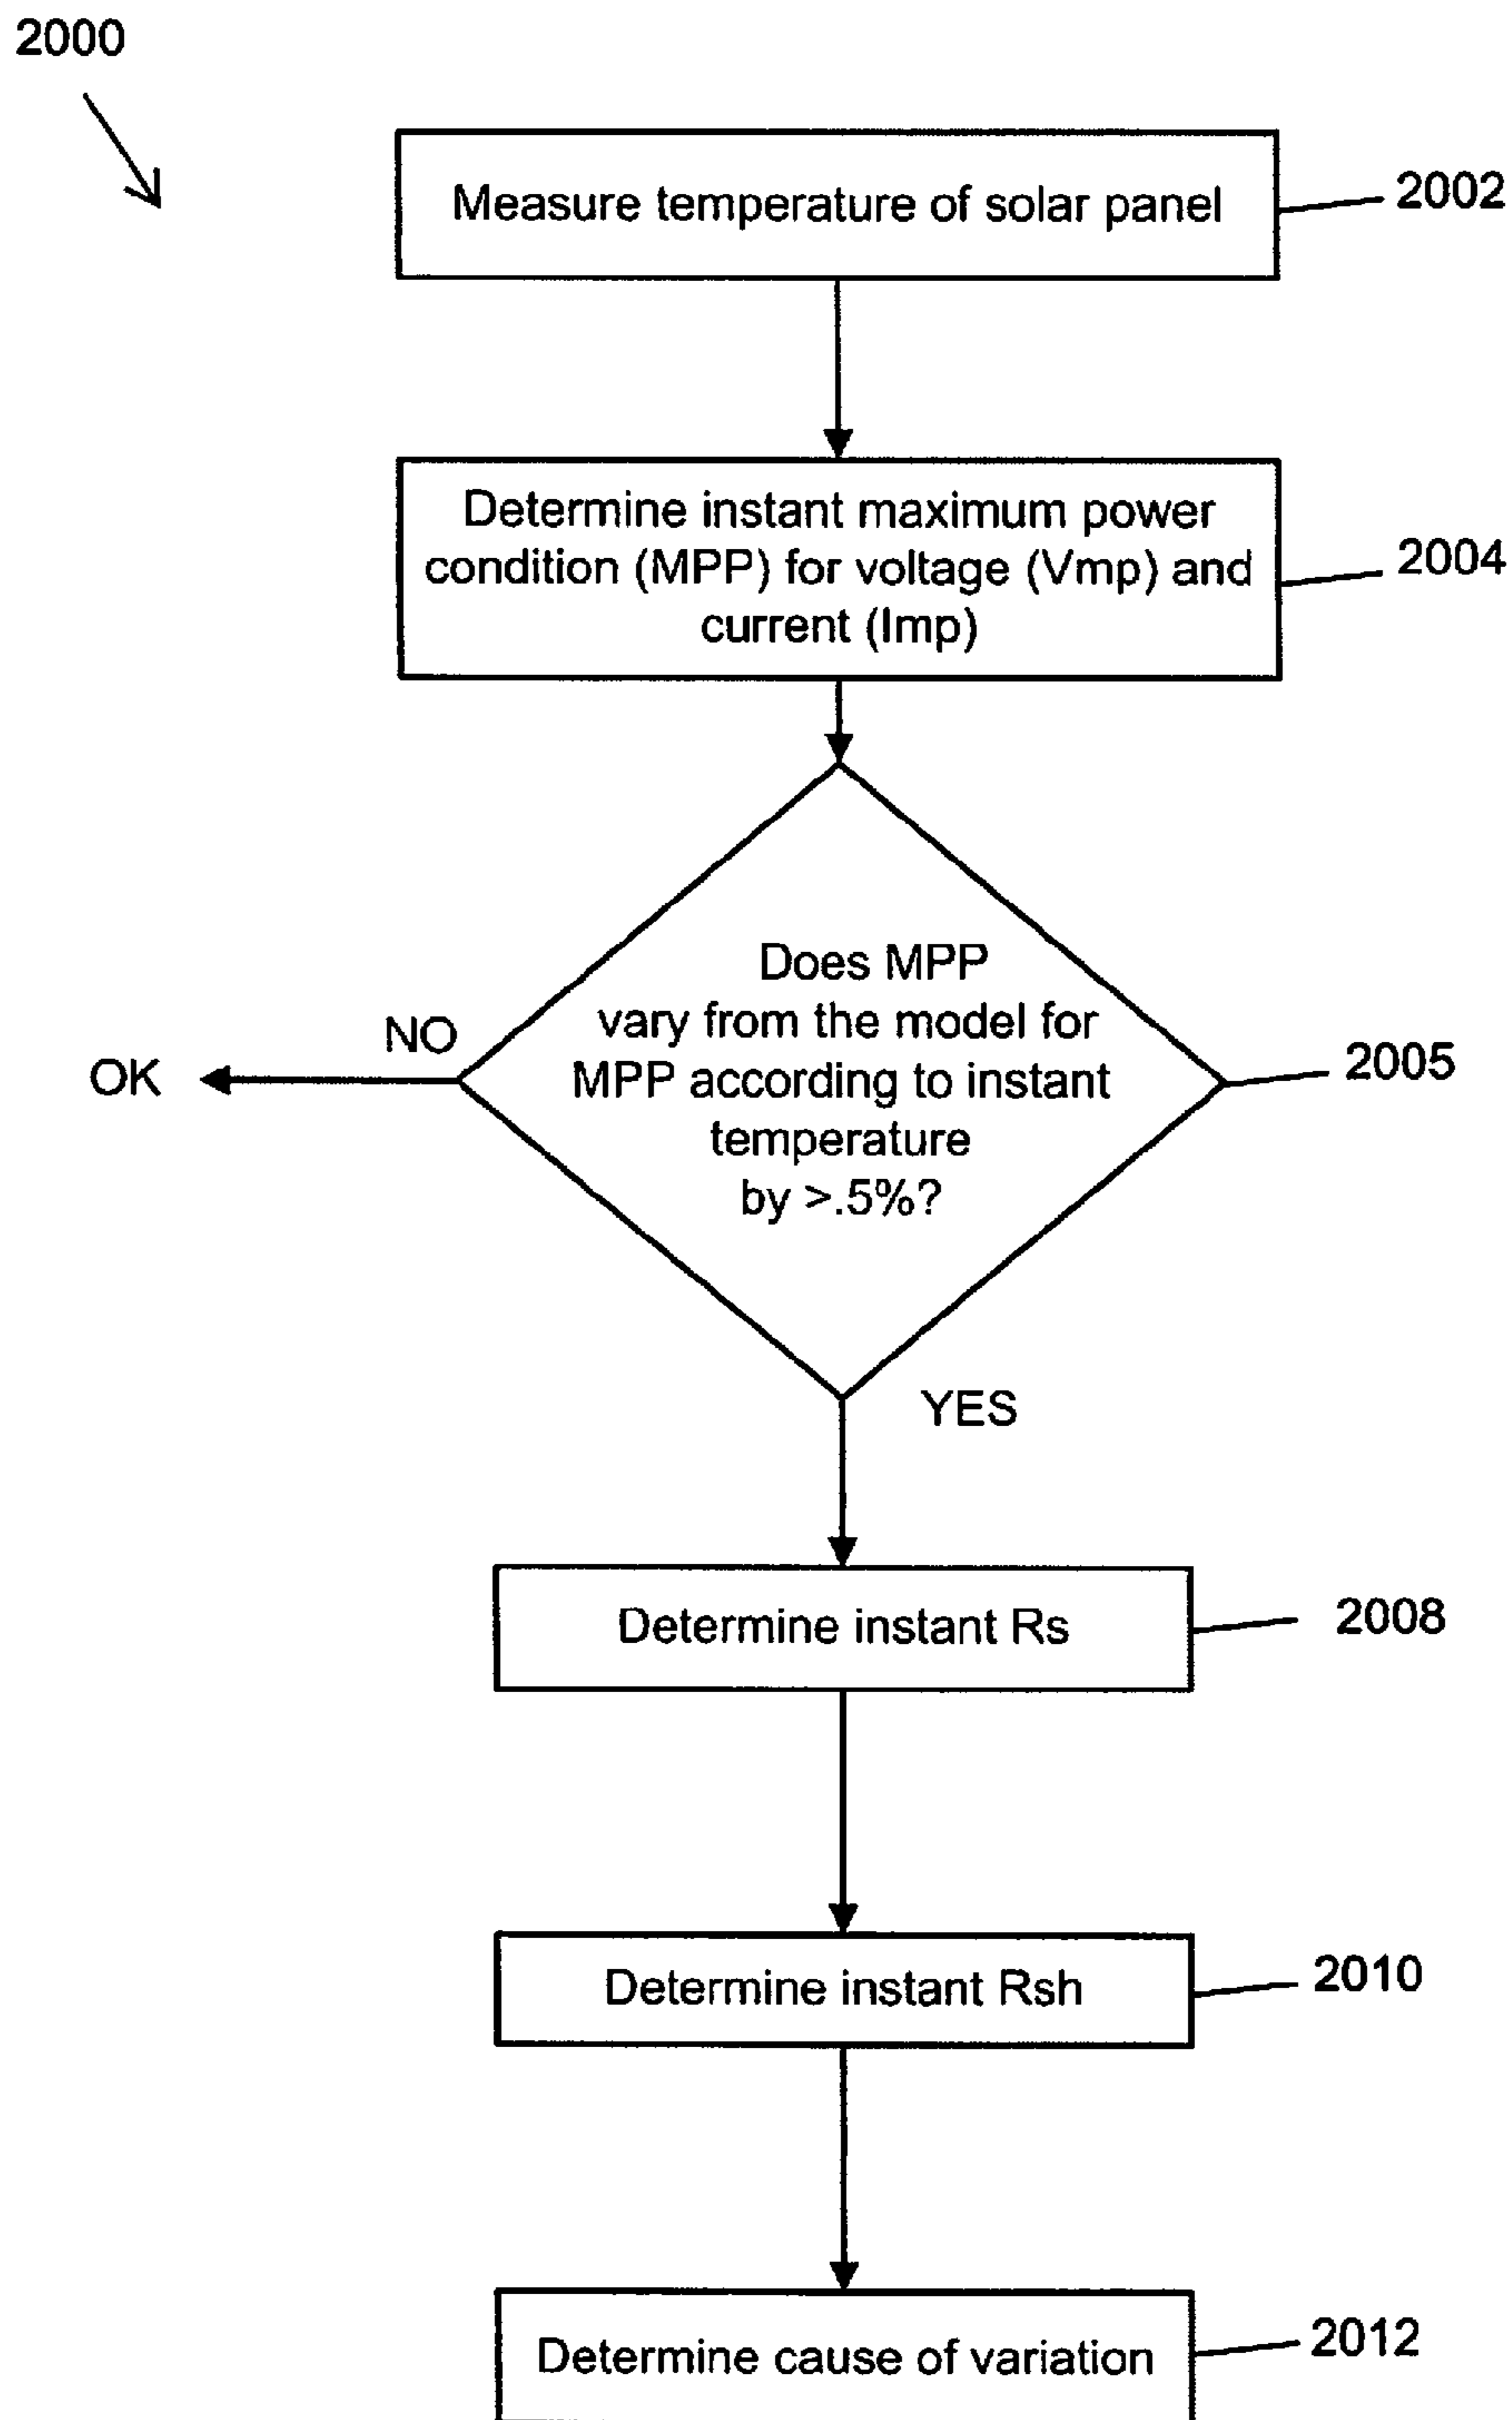 2000
Measure temperature of solar panel
2002
Determine instant maximum power
condition (MPP) for voltage (Vmp) and
current (Imp)
2004
Does MPP
vary from the model for
MPP according to instant
temperature
by >.5%?
2005
NO
OK
YES
Determine instant Rs
2008
Determine instant Rsh
2010
Determine cause of variation
2012